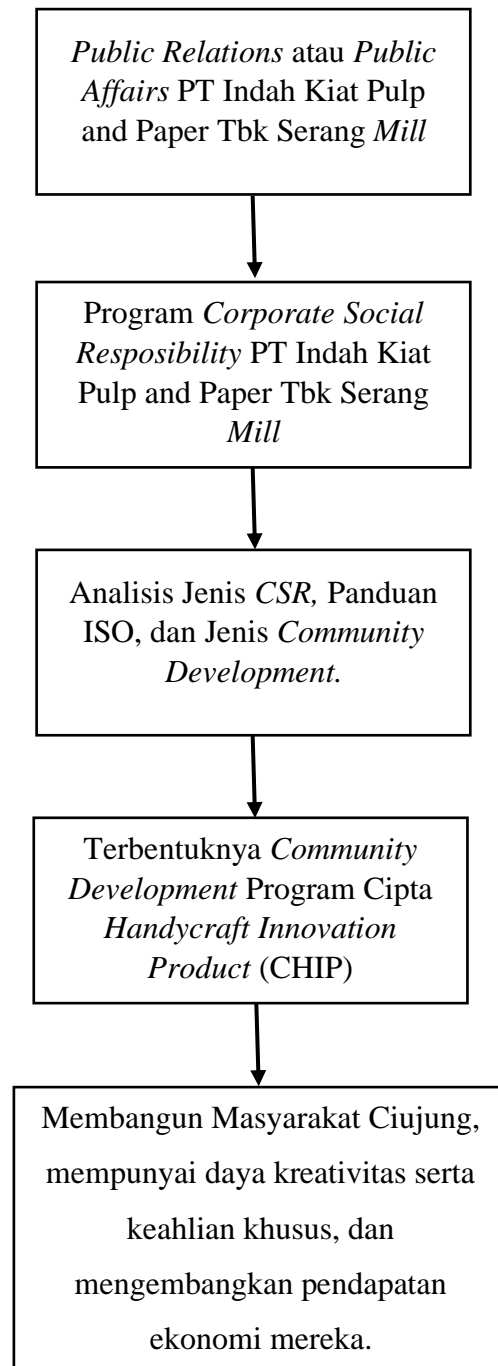 Public Relations atau Public
Affairs PT Indah Kiat Pulp
and Paper Tbk Serang Mill
Program Corporate Social
Resposibility PT Indah Kiat
Pulp and Paper Tbk Serang
Mill
Analisis Jenis CSR, Panduan
ISO, dan Jenis Community
Development.
Terbentuknya Community
Development Program Cipta
Handycraft Innovation
Product (CHIP)
Membangun Masyarakat Ciujung,
mempunyai daya kreativitas serta
keahlian khusus, dan
mengembangkan pendapatan
ekonomi mereka.